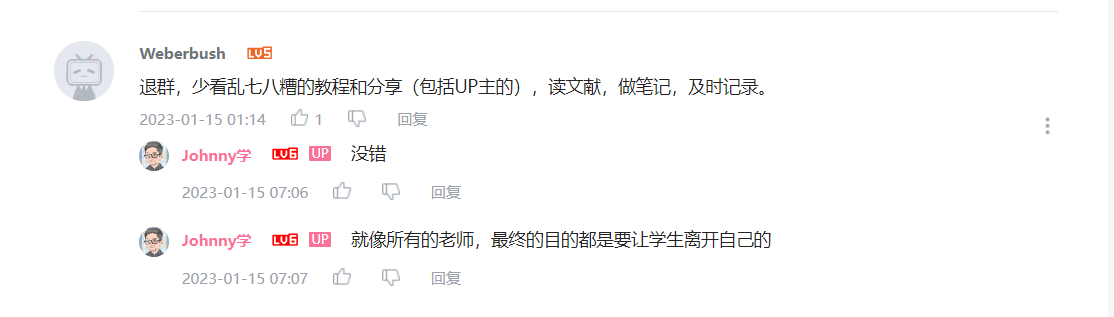 Weberbush LV5
退群，少看乱七八糟的教程和分享（包括UP主的），读文献，做笔记，及时记录。
2023-01-15 01:14 1 回复
Johnny学 LV6 UP 没错
2023-01-15 07:06 回复
Johnny学 LV6 UP 就像所有的老师，最终的目的都是要让学生离开自己的
2023-01-15 07:07 回复